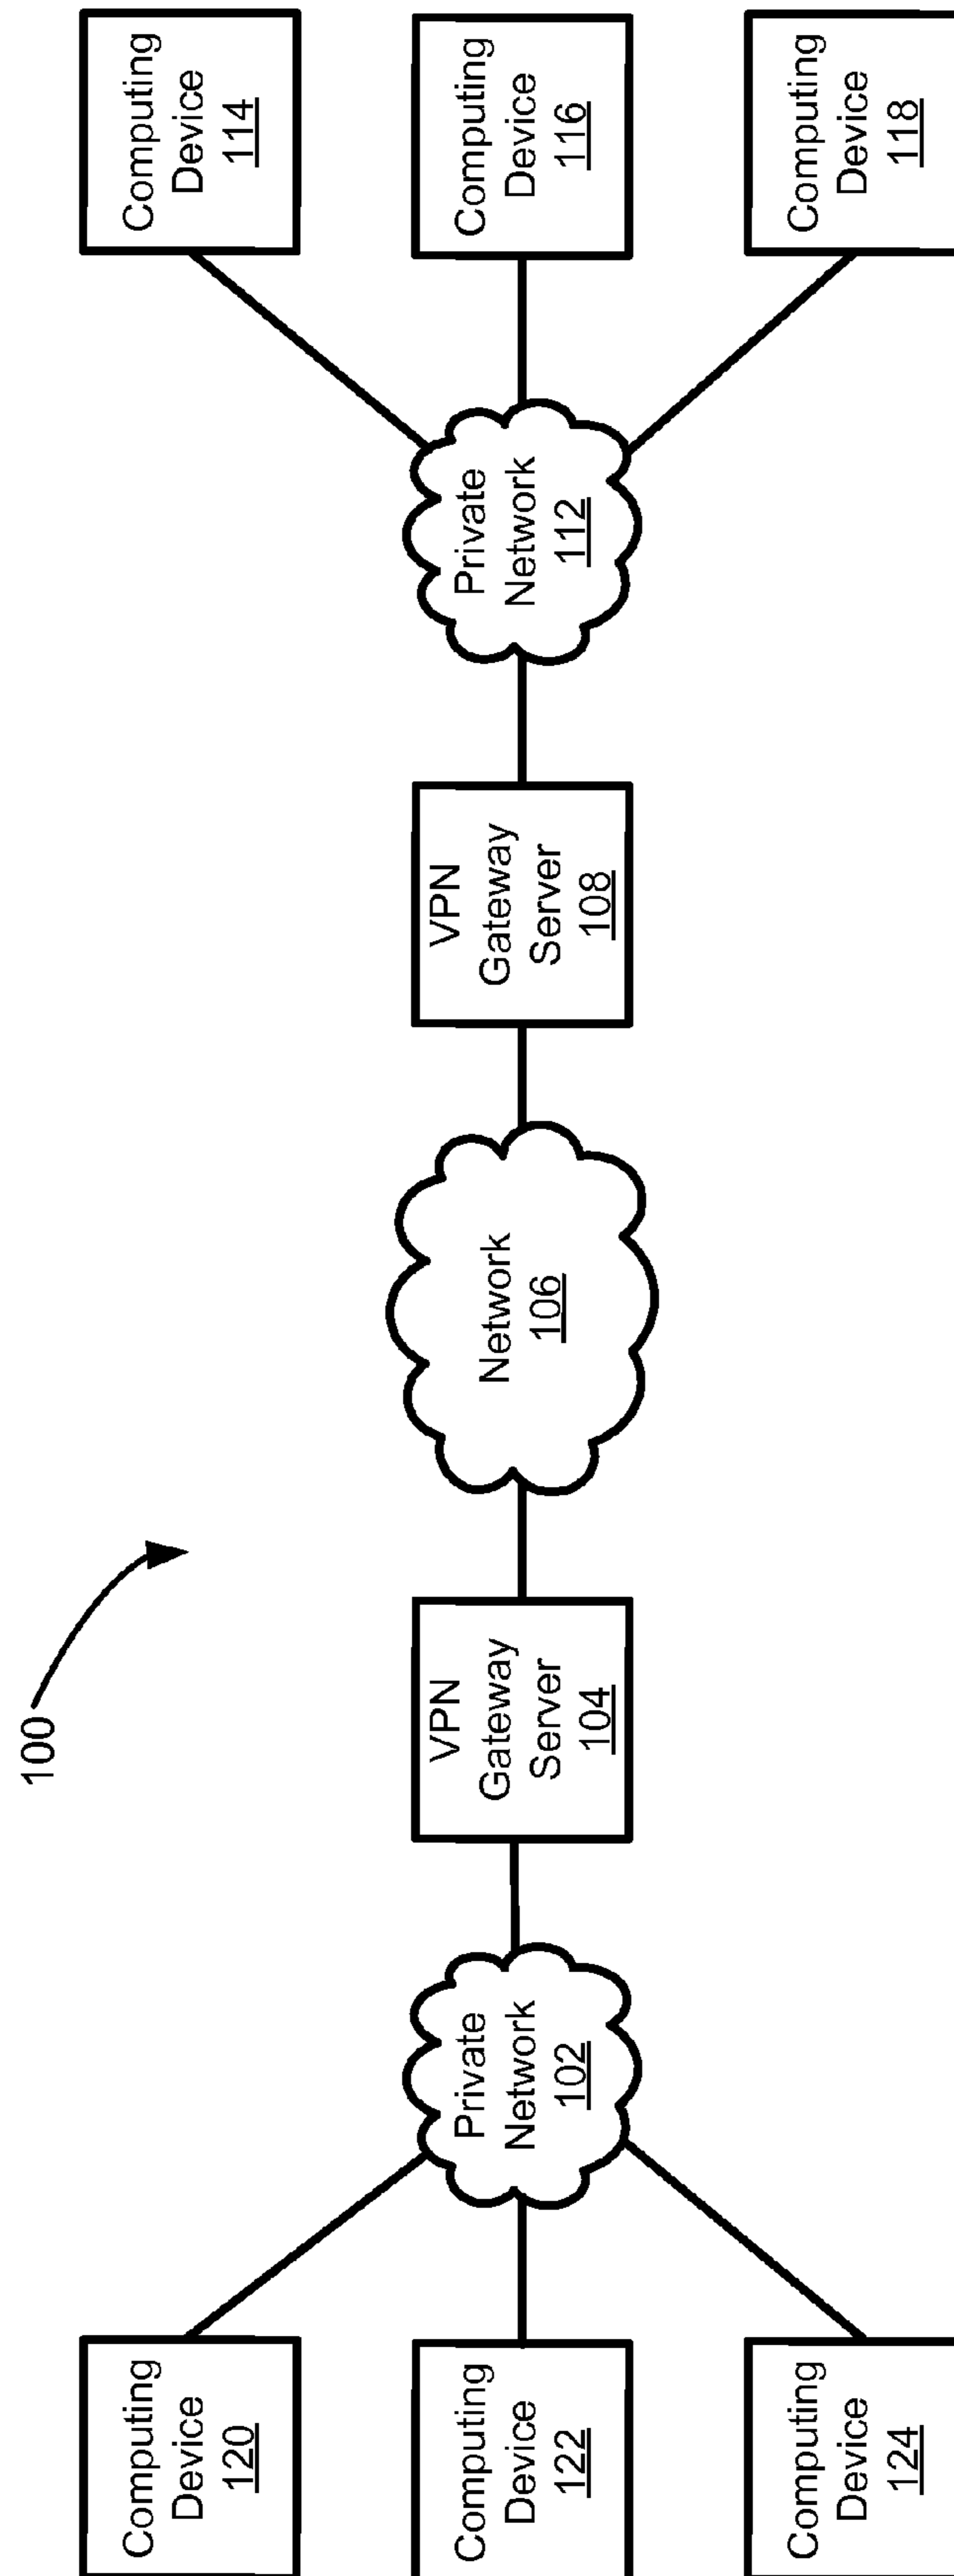 100
Computing
Device
120
Computing
Device
122
Computing
Device
124
Private
Network
102
VPN
Gateway
Server
104
Network
106
VPN
Gateway
Server
108
Private
Network
112
Computing
Device
114
Computing
Device
116
Computing
Device
118